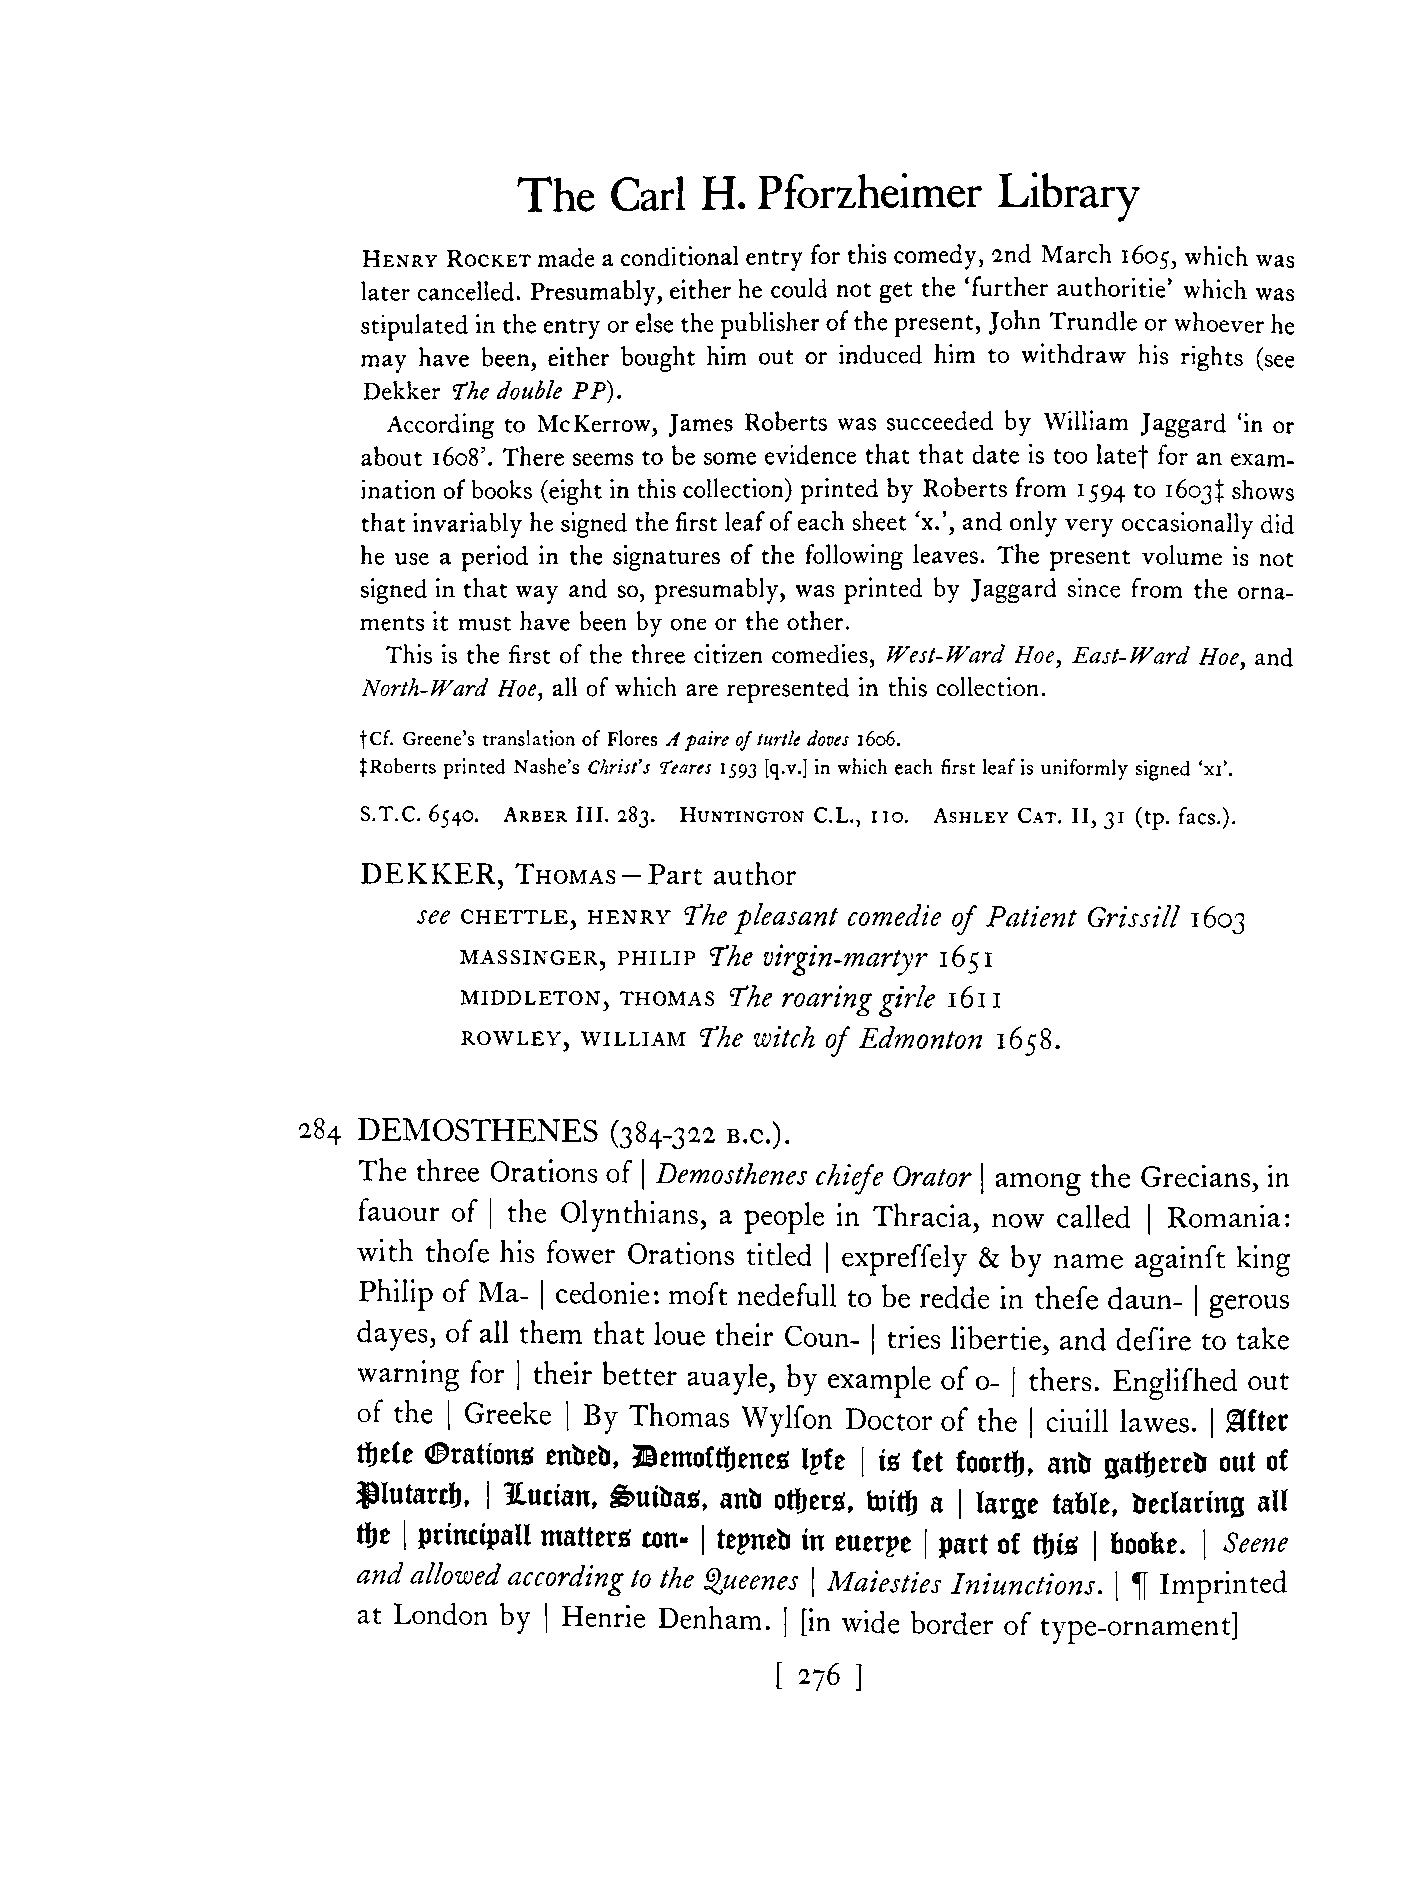 The Carl H. Pforzheimer Library
Henry Rocket made a conditional entry for this comedy, 2nd March 1605, which was
later cancelled. Presumably, either he could not get the ‘further authoritie’ which was
stipulated in the entry or else the publisher of the present, John Trundle or whoever he
may have been, either bought him out or induced him to withdraw his rights (see
Dekker The double PP).
According to McKerrow, James Roberts was succeeded by William Jaggard ‘in or
about 1608’. There seems to be some evidence that that date is too late† for an exam-
ination of books (eight in this collection) printed by Roberts from 1594 to 1603‡ shows
that invariably he signed the first leaf of each sheet ‘x.’, and only very occasionally did
he use a period in the signatures of the following leaves. The present volume is not
signed in that way and so, presumably, was printed by Jaggard since from the orna-
ments it must have been by one or the other.
This is the first of the three citizen comedies, West-Ward Hoe, East-Ward Hoe, and
North-Ward Hoe, all of which are represented in this collection.
†Cf. Greene’s translation of Flores A paire of turtle doves 1606.
‡Roberts printed Nashe’s Christ’s Teares 1593 [q.v.] in which each first leaf is uniformly signed ‘x1’.
S.T.C. 6540. Arber III. 283. Huntington C.L., 110. Ashley Cat. II, 31 (tp. facs.).
DEKKER, Thomas—Part author
see CHETTLE, HENRY The pleasant comedie of Patient Grissill 1603
MASSINGER, PHILIP The virgin-martyr 1651
MIDDLETON, THOMAS The roaring girle 1611
ROWLEY, WILLIAM The witch of Edmonton 1658.
284 DEMOSTHENES (384-322 B.C.).
The three Orations of | Demosthenes chiefe Orator | among the Grecians, in
fauour of | the Olynthians, a people in Thracia, now called | Romania:
with thoſe his fower Orations titled | expreſſely & by name againſt king
Philip of Ma- | cedonie: moſt nedefull to be redde in theſe daun- | gerous
dayes, of all them that loue their Coun- | tries libertie, and deſire to take
warning for | their better auayle, by example of o- | thers. Engliſhed out
of the | Greeke | By Thomas Wylſon Doctor of the | ciuill lawes. | After
theſe Orations ended, Demoſthenes lyfe | is ſet foorth, and gathered out of
Plutarch, | Lucian, Suidas, and others, with a | large table, declaring all
the | principall matters con- | teyned in euerye | part of this | booke. | Seene
and allowed according to the Queenes | Maiesties Iniunctions. | ¶ Imprinted
at London by | Henrie Denham. | [in wide border of type-ornament]
[ 276 ]